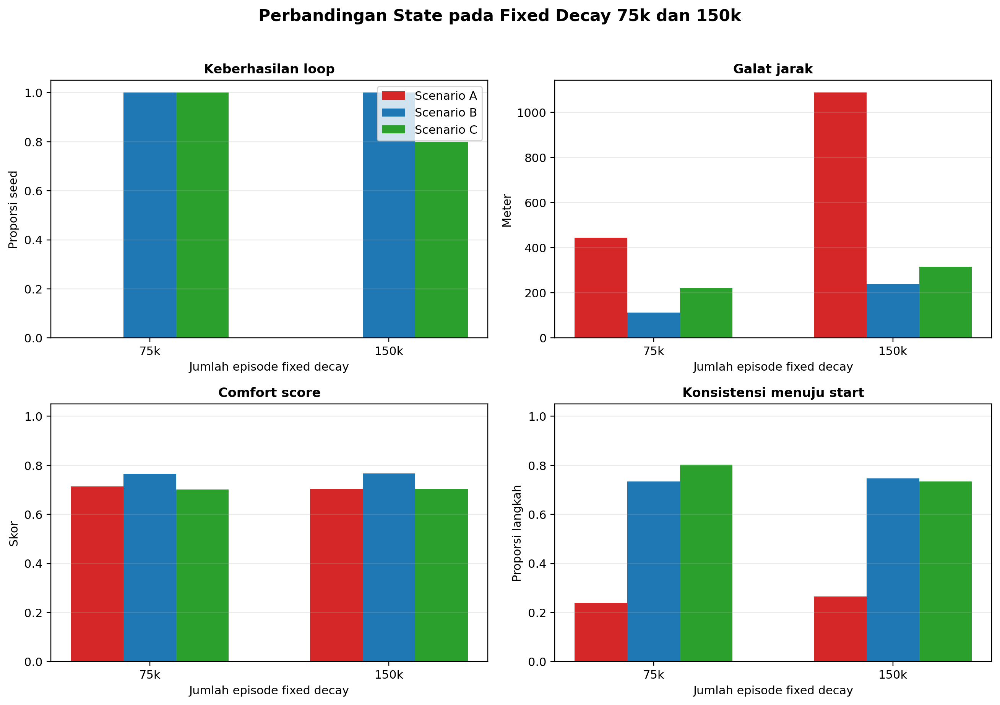 Perbandingan State pada Fixed Decay 75k dan 150k
Keberhasilan loop
Proporsi seed
1.0
0.8
0.6
0.4
0.2
0.0
Scenario A
Scenario B
Scenario C
75k
150k
Jumlah episode fixed decay
Galat jarak
Meter
1000
800
600
400
200
0
75k
150k
Jumlah episode fixed decay
Comfort score
Skor
1.0
0.8
0.6
0.4
0.2
0.0
75k
150k
Jumlah episode fixed decay
Konsistensi menuju start
Proporsi langkah
1.0
0.8
0.6
0.4
0.2
0.0
75k
150k
Jumlah episode fixed decay